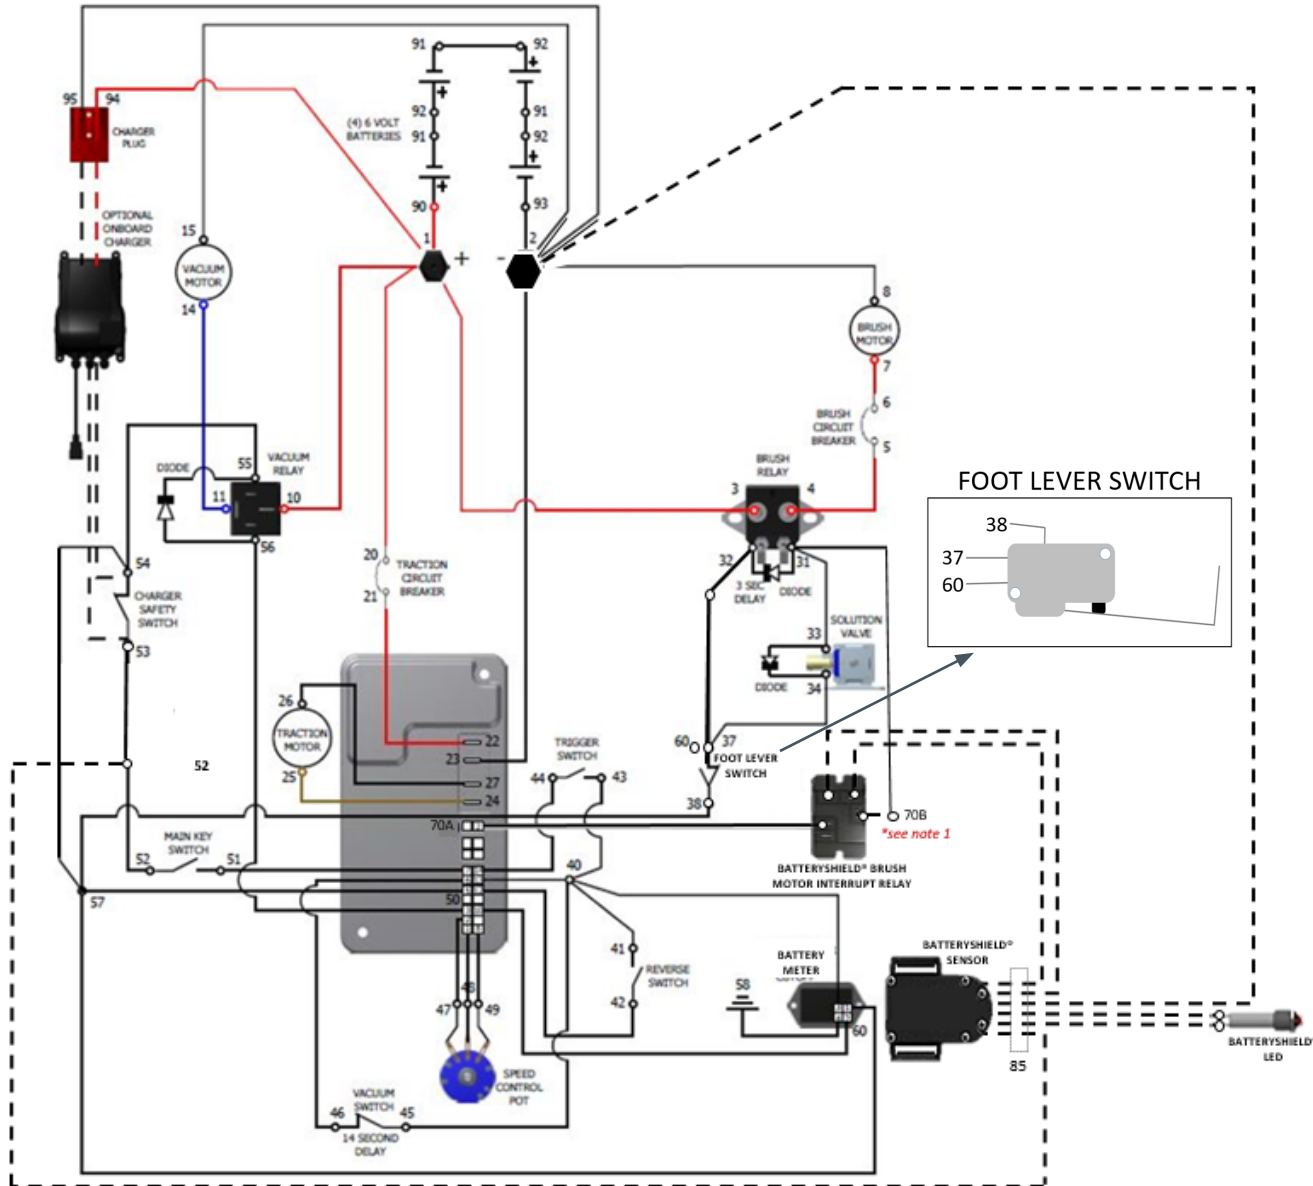 91
92
95
94
CHARGER
PLUG
(4) 6 VOLT
BATTERIES
92
91
91
92
90
93
OPTIONAL
ONBOARD
CHARGER
15
1
+
-
2
VACUUM
MOTOR
14
8
BRUSH
MOTOR
7
6
BRUSH
CIRCUIT
BREAKER
5
DIODE
55
VACUUM
RELAY
11
10
56
BRUSH
RELAY
3
4
32
31
3 SEC
DELAY
DIODE
FOOT LEVER SWITCH
38
37
60
54
CHARGER
SAFETY
SWITCH
53
20
TRACTION
CIRCUIT
BREAKER
21
SOLUTION
VALVE
33
34
DIODE
26
TRACTION
MOTOR
25
22
23
27
24
70A
TRIGGER
SWITCH
44
43
60
37
FOOT LEVER
SWITCH
38
52
70B
*see note 1
BATTERYSHIELD® BRUSH
MOTOR INTERRUPT RELAY
MAIN KEY
SWITCH
52
51
40
57
50
41
REVERSE
SWITCH
42
BATTERY
METER
58
60
BATTERYSHIELD®
SENSOR
85
BATTERYSHIELD
LED
47
48
49
SPEED
CONTROL
POT
VACUUM
SWITCH
46
45
14 SECOND
DELAY